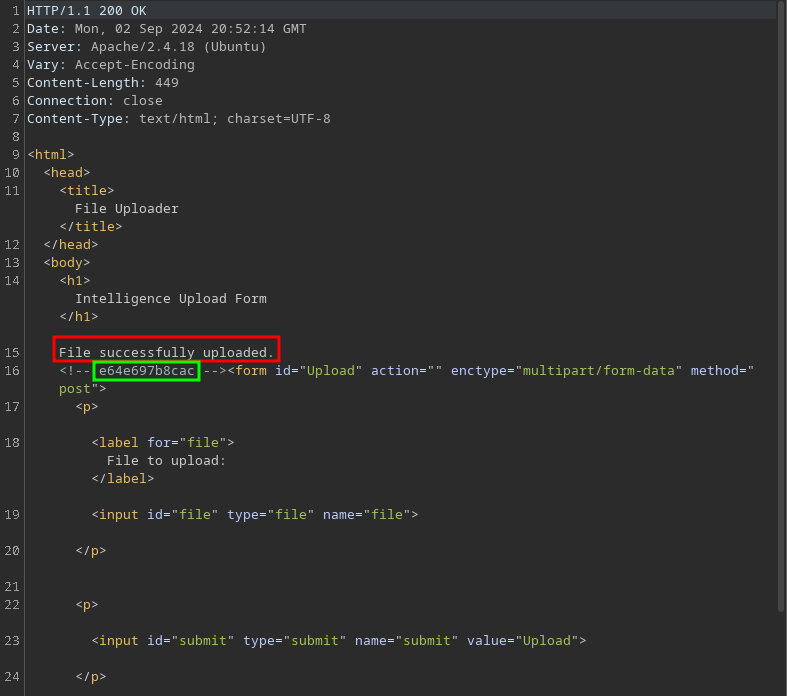 1 HTTP/1.1 200 OK
2 Date: Mon, 02 Sep 2024 20:52:14 GMT
3 Server: Apache/2.4.18 (Ubuntu)
4 Vary: Accept-Encoding
5 Content-Length: 449
6 Connection: close
7 Content-Type: text/html; charset=UTF-8
8
9 <html>
10 <head>
11 <title>
File Uploader
</title>
12 </head>
13 <body>
14 <h1>
Intelligence Upload Form
</h1>
15 File successfully uploaded.
16 <!-- e64e697b8cac --><form id="Upload" action="" enctype="multipart/form-data" method="
post">
17 <p>
18 <label for="file">
File to upload:
</label>
19 <input id="file" type="file" name="file">
20 </p>
21
22 <p>
23 <input id="submit" type="submit" name="submit" value="Upload">
24 </p>